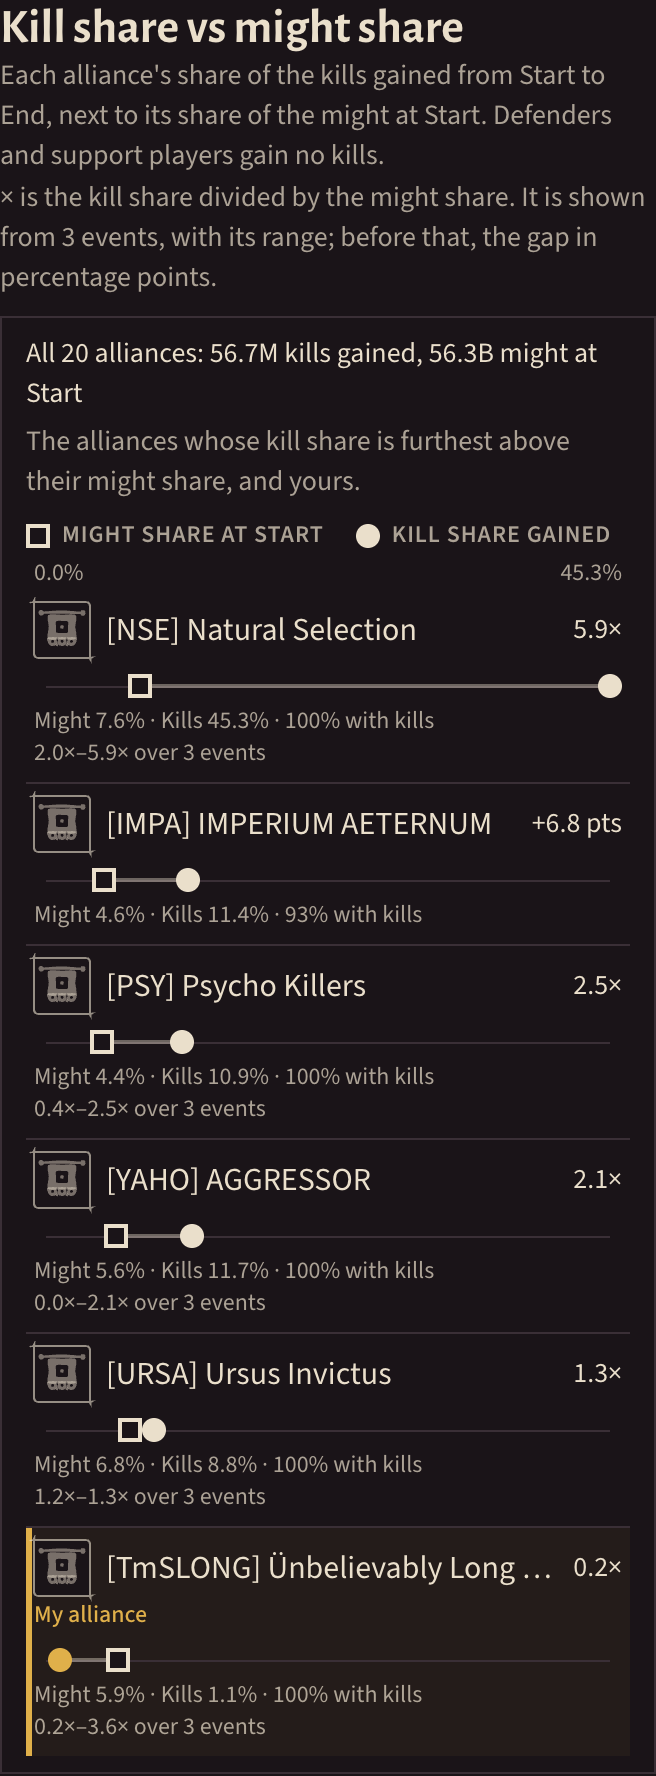 Kill share vs might share
Each alliance's share of the kills gained from Start to
End, next to its share of the might at Start. Defenders
and support players gain no kills.
× is the kill share divided by the might share. It is shown
from 3 events, with its range; before that, the gap in
percentage points.
All 20 alliances: 56.7M kills gained, 56.3B might at
Start
The alliances whose kill share is furthest above
their might share, and yours.
MIGHT SHARE AT START KILL SHARE GAINED
0.0% 45.3%
[NSE] Natural Selection 5.9×
Might 7.6% · Kills 45.3% · 100% with kills
2.0×–5.9× over 3 events
[IMPA] IMPERIUM AETERNUM +6.8 pts
Might 4.6% · Kills 11.4% · 93% with kills
[PSY] Psycho Killers 2.5×
Might 4.4% · Kills 10.9% · 100% with kills
0.4×–2.5× over 3 events
[YAHO] AGGRESSOR 2.1×
Might 5.6% · Kills 11.7% · 100% with kills
0.0×–2.1× over 3 events
[URSA] Ursus Invictus 1.3×
Might 6.8% · Kills 8.8% · 100% with kills
1.2×–1.3× over 3 events
[TmSLONG] Ünbelievably Long … 0.2×
My alliance
Might 5.9% · Kills 1.1% · 100% with kills
0.2×–3.6× over 3 events